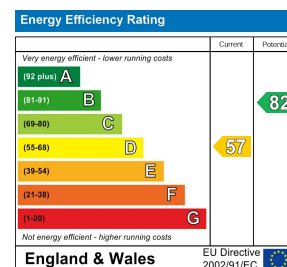 Energy Efficiency Rating
Current Potentia
Very energy efficient - lower running costs
(92 plus) A
(81-91) B
82
(69-80) C
(55-68) D
57
(39-54) E
(21-38) F
(1-20) G
Not energy efficient - higher running costs
England & Wales
EU Directive
2002/91/EC